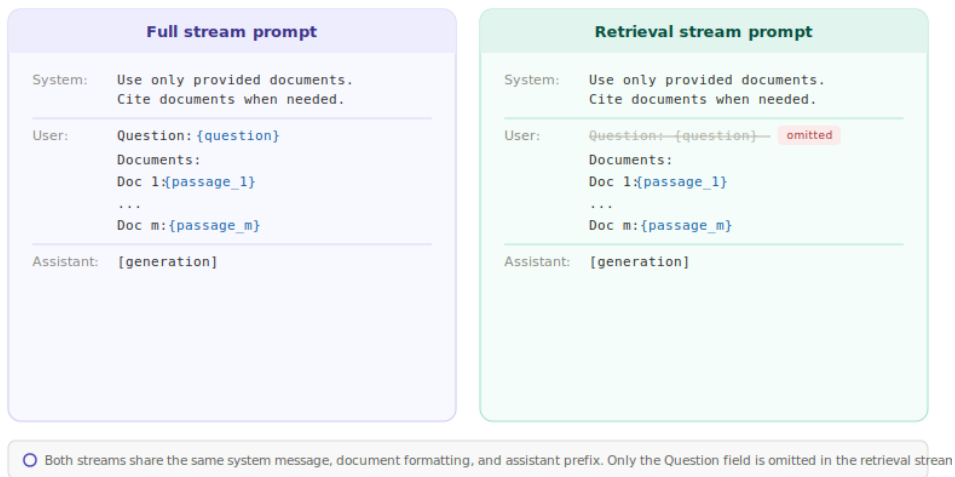 Full stream prompt
System: Use only provided documents.
Cite documents when needed.
User: Question: {question}
Documents:
Doc 1:{passage_1}
...
Doc m:{passage_m}
Assistant: [generation]
Retrieval stream prompt
System: Use only provided documents.
Cite documents when needed.
User: Question: {question} omitted
Documents:
Doc 1:{passage_1}
...
Doc m:{passage_m}
Assistant: [generation]
Both streams share the same system message, document formatting, and assistant prefix. Only the Question field is omitted in the retrieval stream